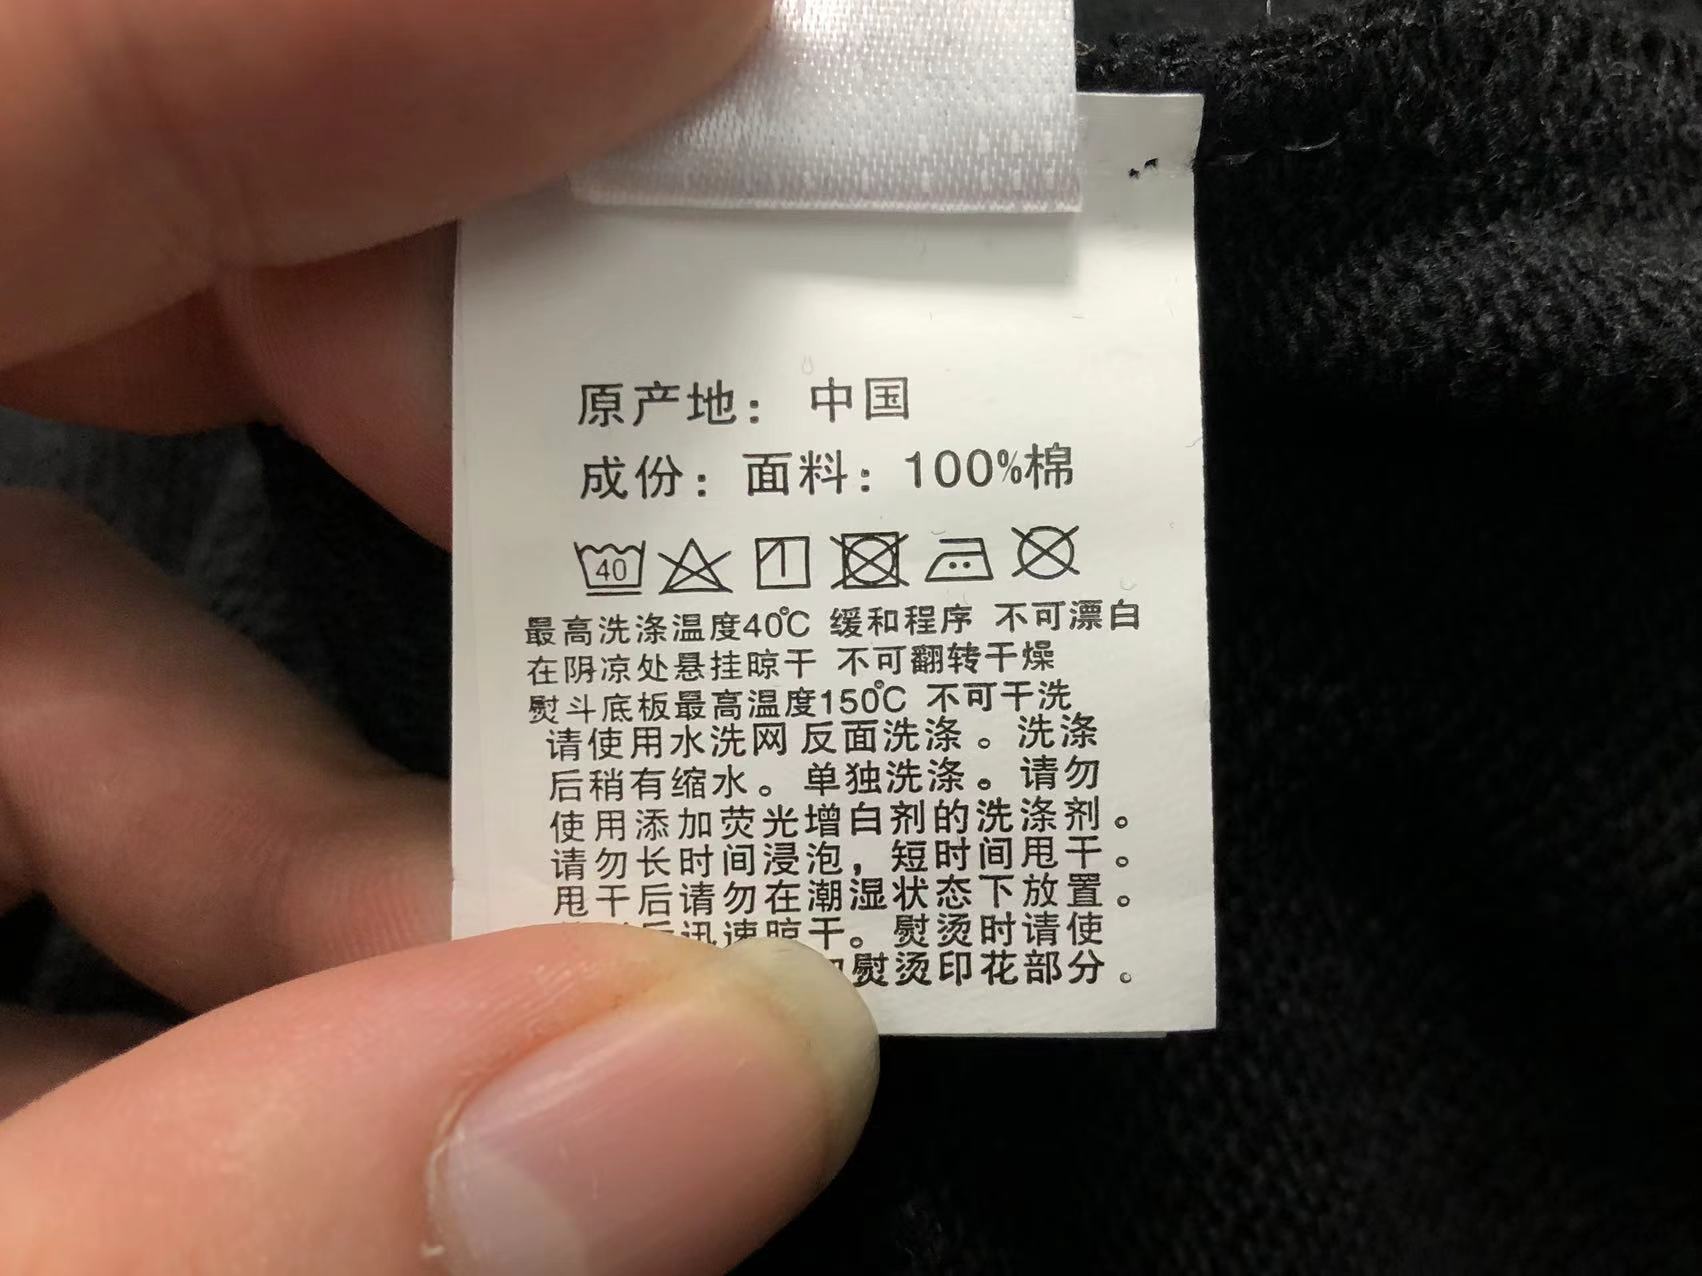 原产地： 中国
成份：面料：100%棉
40
最高洗涤温度40℃ 缓和程序 不可漂白
在阴凉处悬挂晾干 不可翻转干燥
熨斗底板最高温度150℃ 不可干洗
请使用水洗网 反面洗涤。洗涤
后稍有缩水。单独洗涤。请勿
使用添加荧光增白剂的洗涤剂。
请勿长时间浸泡，短时间甩干。
甩干后请勿在潮湿状态下放置。
后迅速晾干。熨烫时请使
熨烫印花部分。